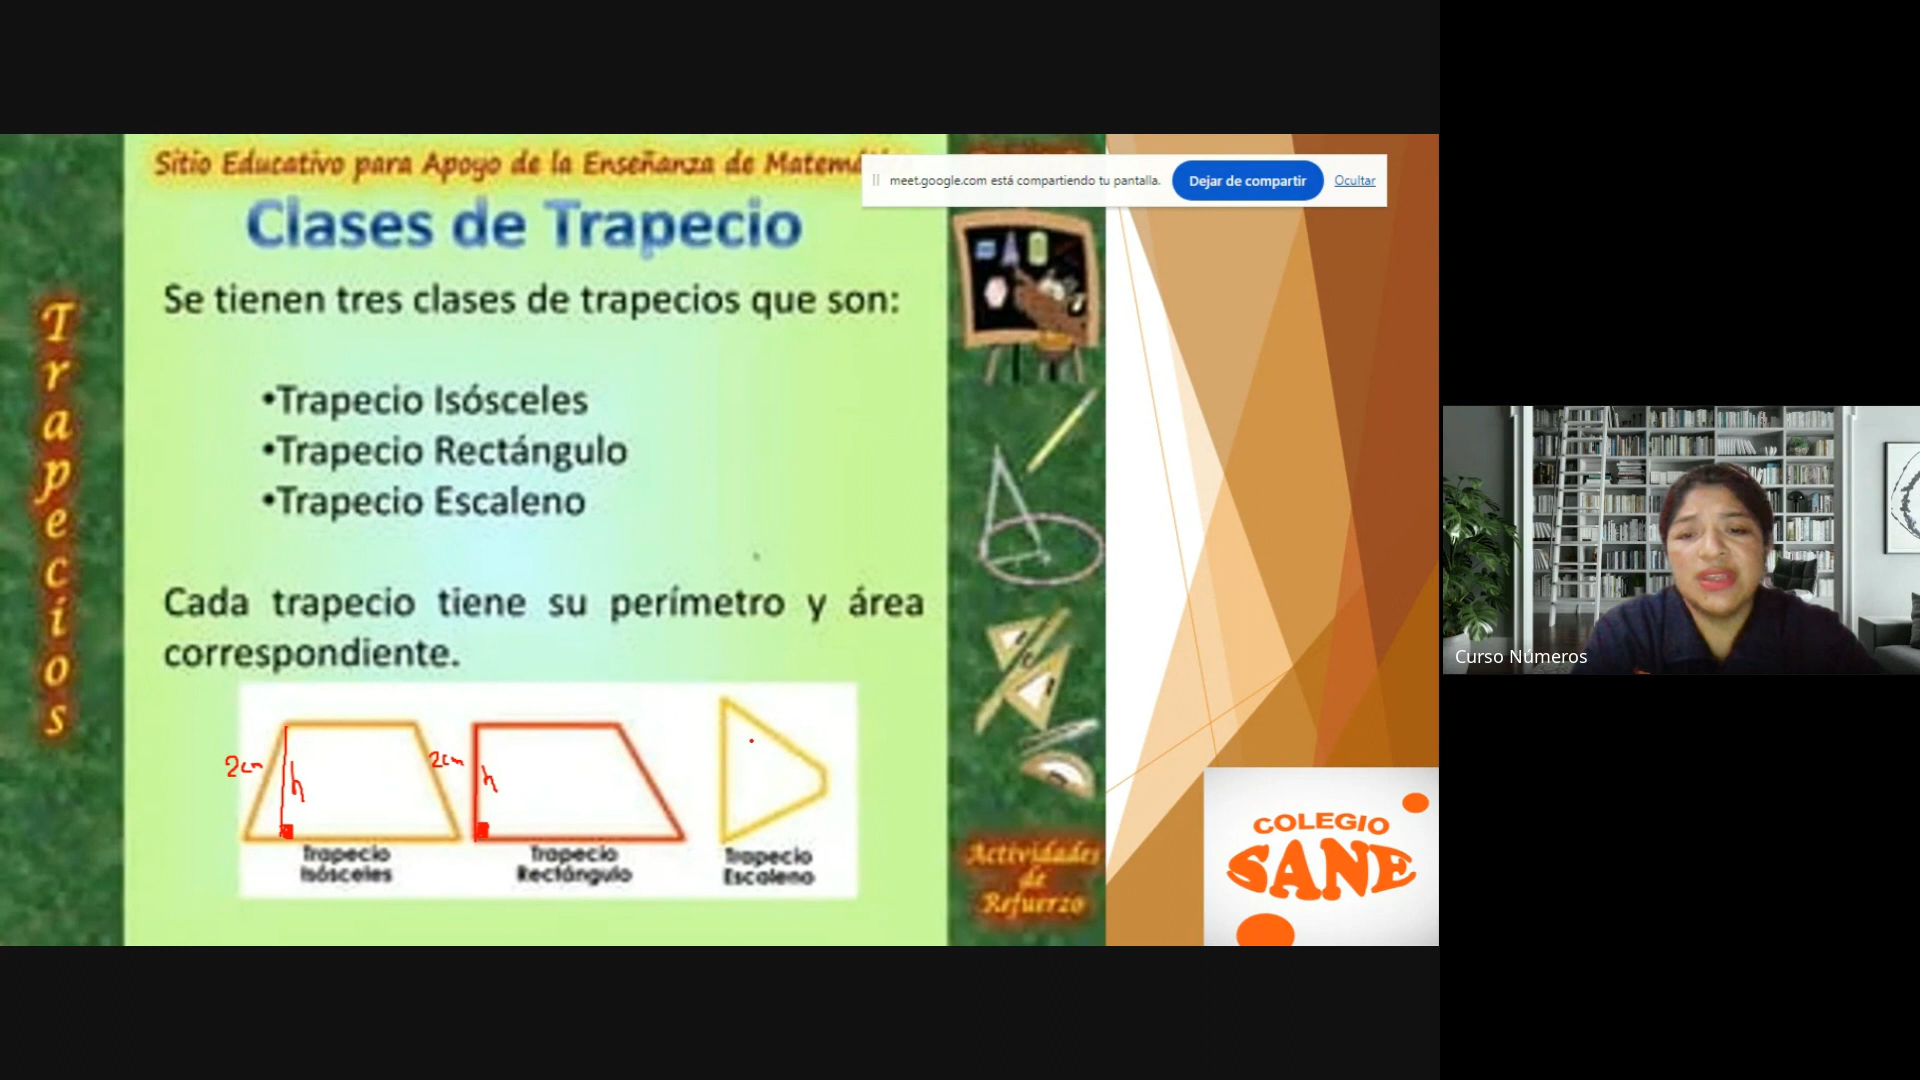 Sitio Educativo para Apoyo de la Enseñanza de Matemá
meet.google.com está compartiendo tu pantalla.
Dejar de compartir
Ocultar
Clases de Trapecio
Se tienen tres clases de trapecios que son:
•Trapecio Isósceles
•Trapecio Rectángulo
•Trapecio Escaleno
Cada trapecio tiene su perímetro y área
correspondiente.
Trapecios
2cm
h
2cm
h
Trapecio
Isósceles
Trapecio
Rectángulo
Trapecio
Escaleno
Actividades
de
Refuerzo
COLEGIO
SANE
Curso Números